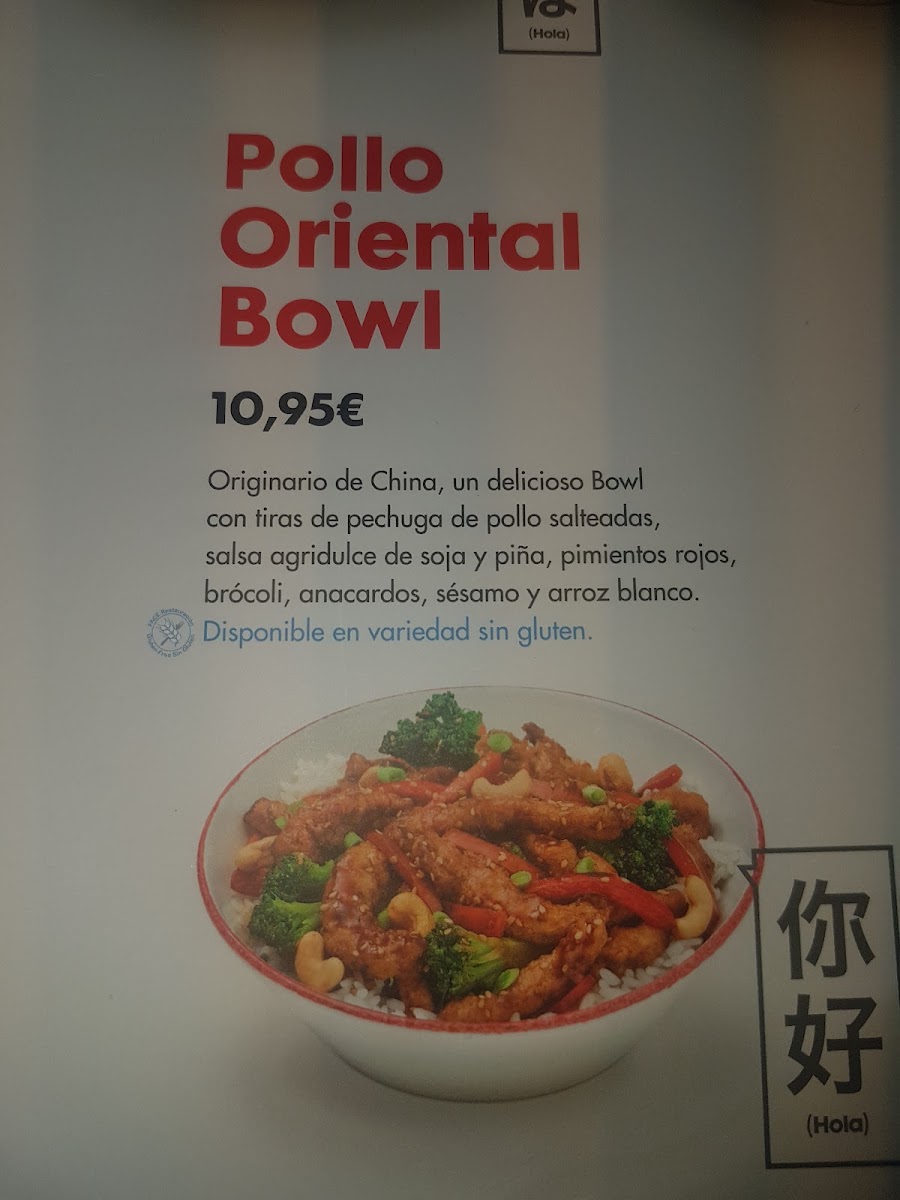 (Hola)
Pollo
Oriental
Bowl
10,95€
Originario de China, un delicioso Bowl
con tiras de pechuga de pollo salteadas,
salsa agridulce de soja y piña, pimientos rojos,
brócoli, anacardos, sésamo y arroz blanco.
Disponible en variedad sin gluten.
你
好
(Hola)